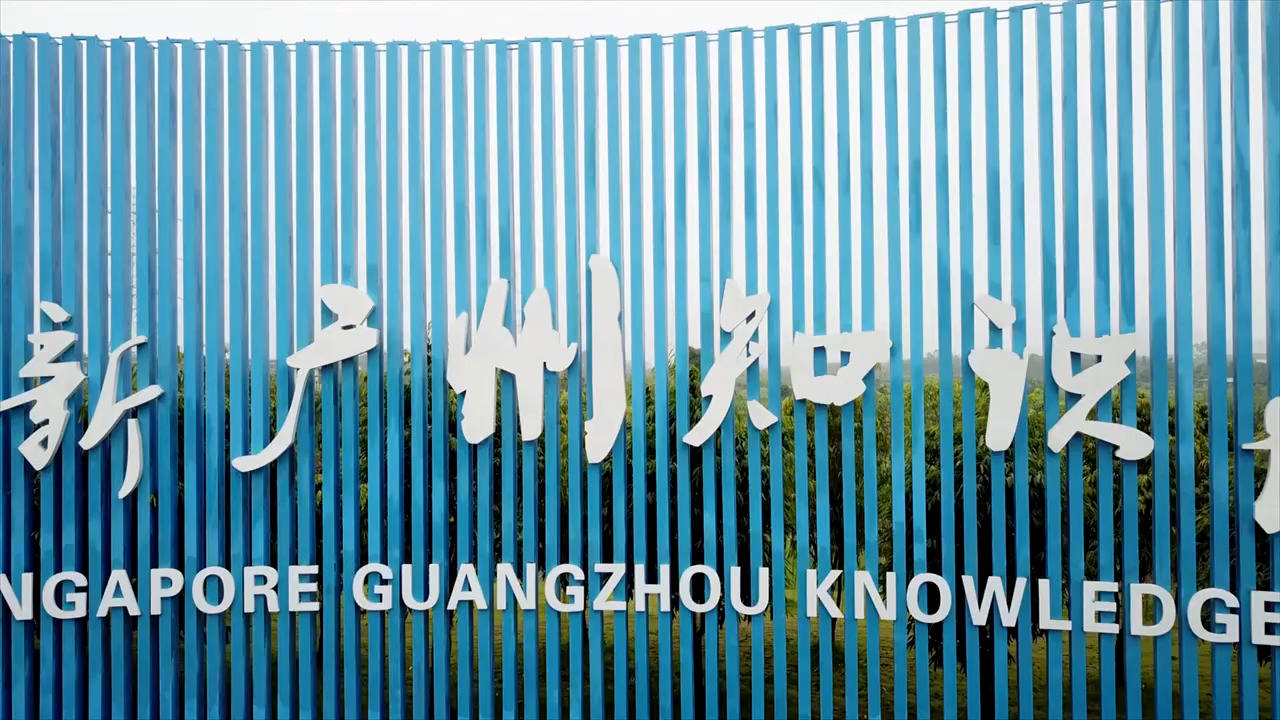 新广州知识
NGAPORE GUANGZHOU KNOWLEDGE